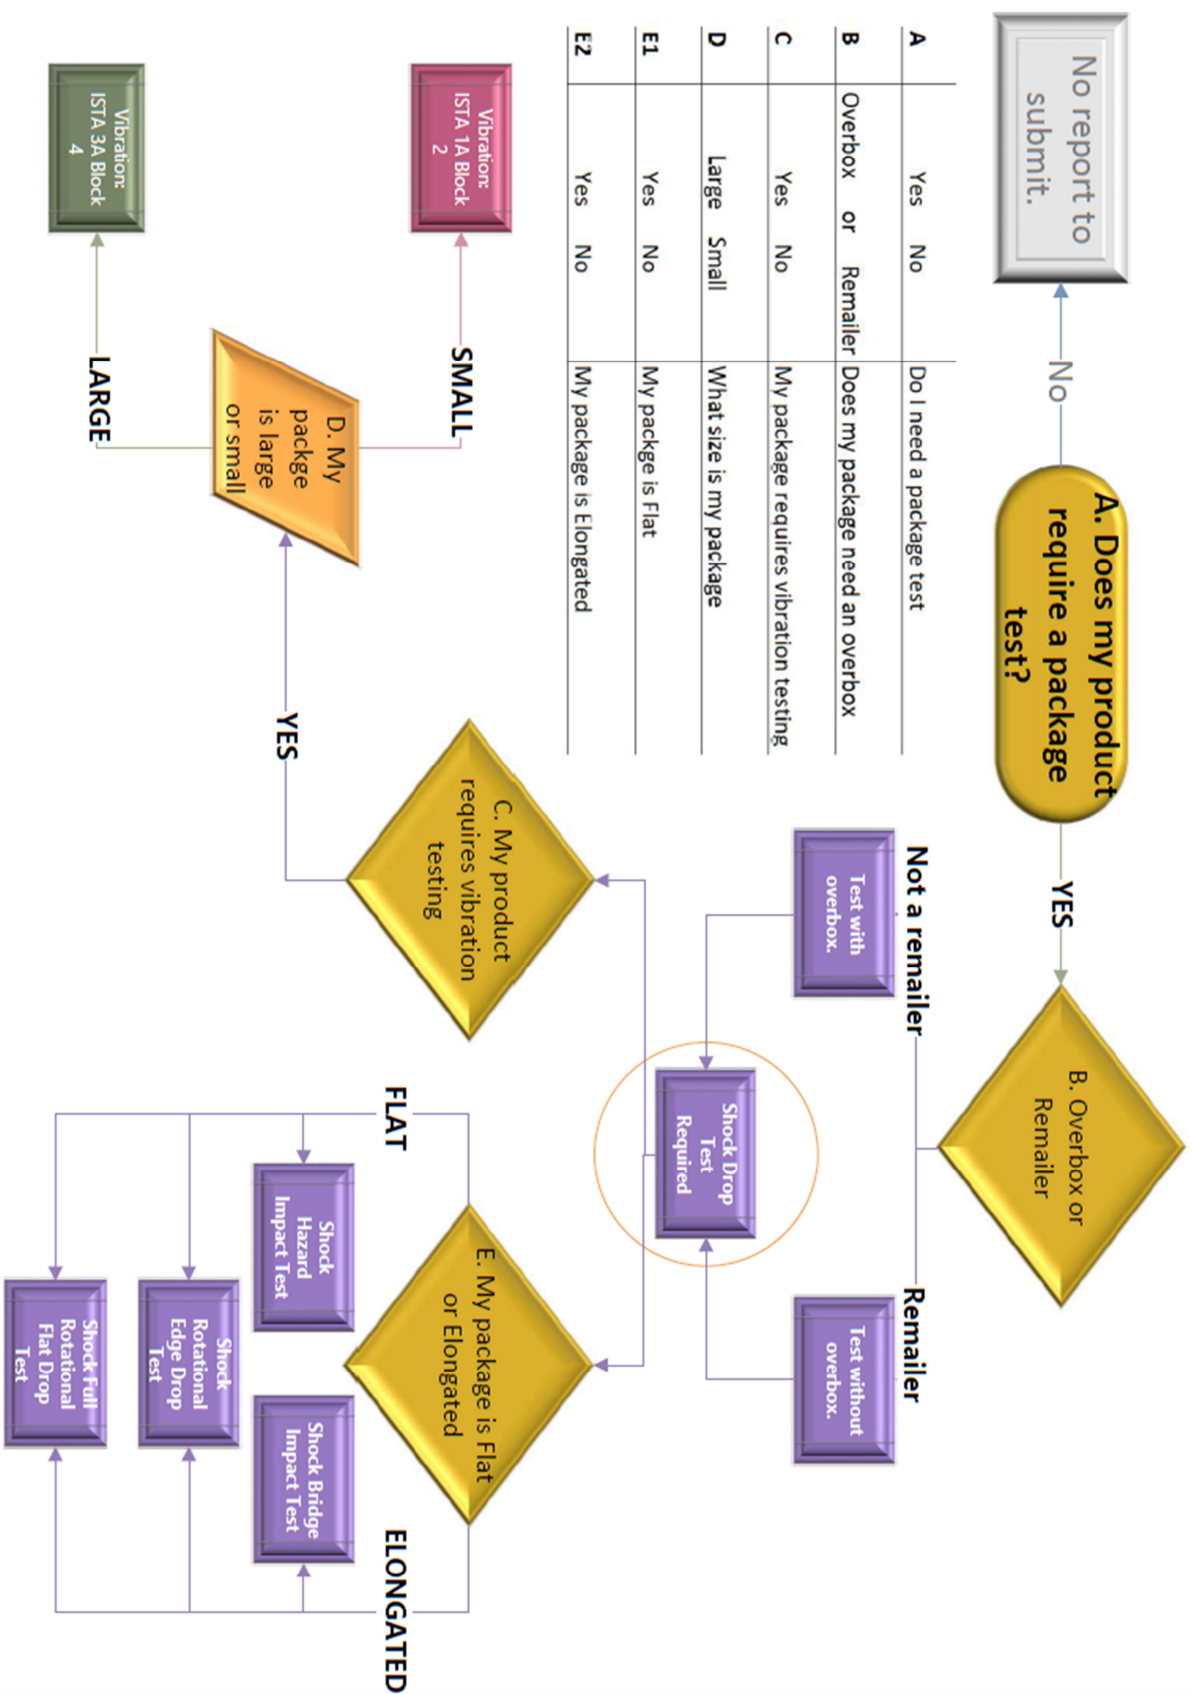 No report to
submit.
No
A. Does my product
require a package
test?
YES
B. Overbox or
Remailer
A Yes No Do I need a package test
B Overbox or Remailer Does my package need an overbox
C Yes No My package requires vibration testing
D Large Small What size is my package
E1 Yes No My packge is Flat
E2 Yes No My package is Elongated
Not a remailer
Remailer
Test with
overbox.
Test without
overbox.
Shock Drop
Test
Required
C. My product
requires vibration
testing
YES
E. My package is Flat
or Elongated
FLAT
ELONGATED
Vibration:
ISTA 1A Block
2
SMALL
D. My
packge
is large
or small
LARGE
Vibration:
ISTA 3A Block
4
Shock
Hazard
Impact Test
Shock Bridge
Impact Test
Shock
Rotational
Edge Drop
Test
Shock Full
Rotational
Flat Drop
Test